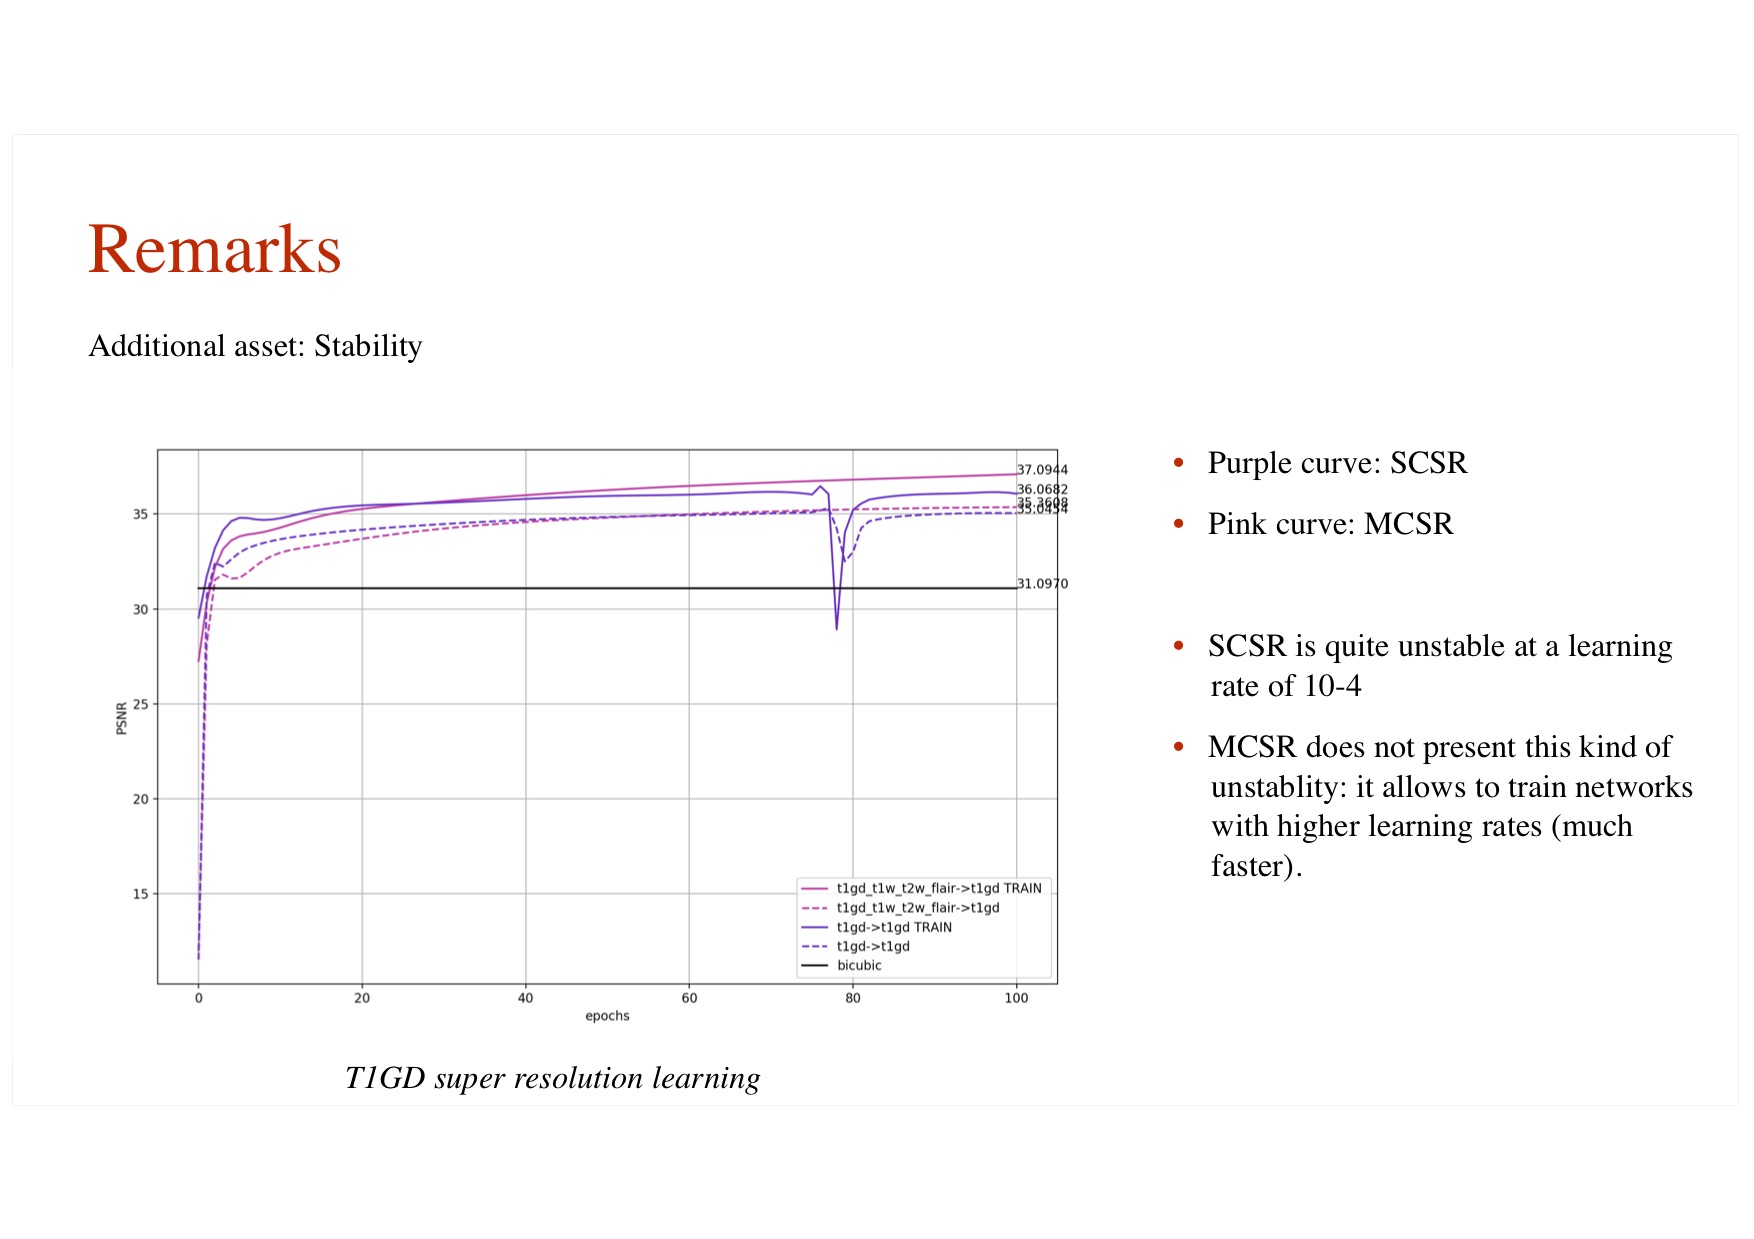 Remarks
Additional asset: Stability
37.0944
36.0682
35.3608
31.0970
35
30
25
20
15
PSNR
0 20 40 60 80 100
epochs
t1gd_t1w_t2w_flair->t1gd TRAIN
t1gd_t1w_t2w_flair->t1gd
t1gd->t1gd TRAIN
t1gd->t1gd
bicubic
T1GD super resolution learning
• Purple curve: SCSR
• Pink curve: MCSR
• SCSR is quite unstable at a learning
rate of 10-4
• MCSR does not present this kind of
unstablity: it allows to train networks
with higher learning rates (much
faster).